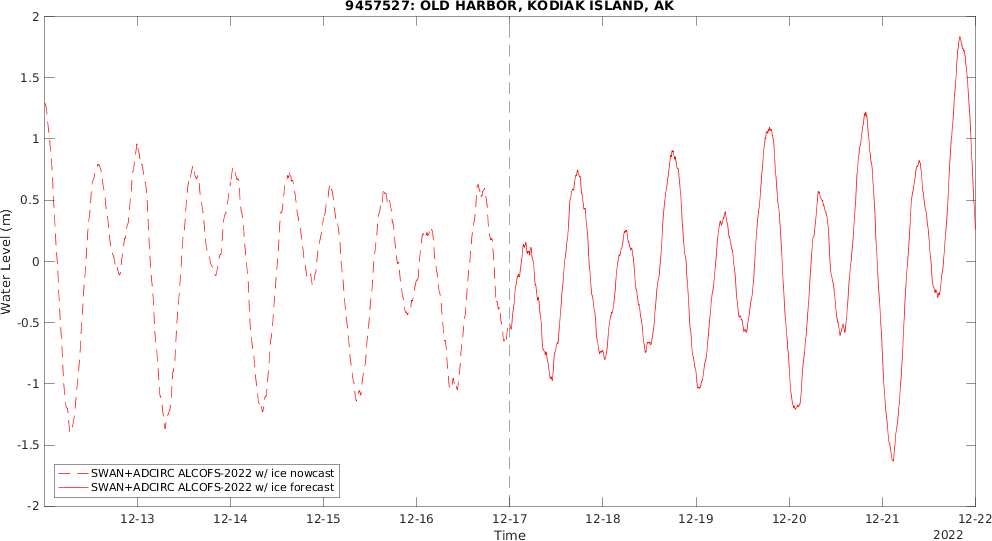 9457527: OLD HARBOR, KODIAK ISLAND, AK
2
1.5
1
0.5
0
-0.5
-1
-1.5
-2
Water Level (m)
SWAN+ADCIRC ALCOFS-2022 w/ ice nowcast
SWAN+ADCIRC ALCOFS-2022 w/ ice forecast
12-13 12-14 12-15 12-16 12-17 12-18 12-19 12-20 12-21 12-22
Time
2022